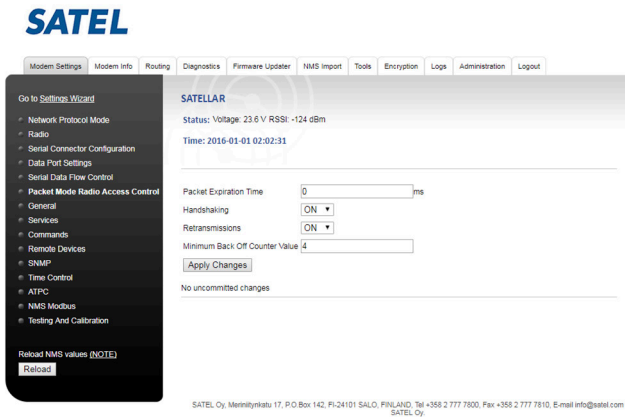 SATEL
Modem Settings Modem Info Routing Diagnostics Firmware Updater NMS Import Tools Encryption Logs Administration Logout
Go to Settings Wizard
Network Protocol Mode
Radio
Serial Connector Configuration
Data Port Settings
Serial Data Flow Control
Packet Mode Radio Access Control
General
Services
Commands
Remote Devices
SNMP
Time Control
ATPC
NMS Modbus
Testing And Calibration
Reload NMS values (NOTE)
Reload
SATELLAR
Status: Voltage: 23.6 V RSSI: -124 dBm
Time: 2016-01-01 02:02:31
Packet Expiration Time 0 ms
Handshaking ON
Retransmissions ON
Minimum Back Off Counter Value 4
Apply Changes
No uncommitted changes
SATEL Oy, Meriniitynkatu 17, P.O.Box 142, FI-24101 SALO, FINLAND, Tel +358 2 777 7800, Fax +358 2 777 7810, E-mail info@satel.com
SATEL Oy.